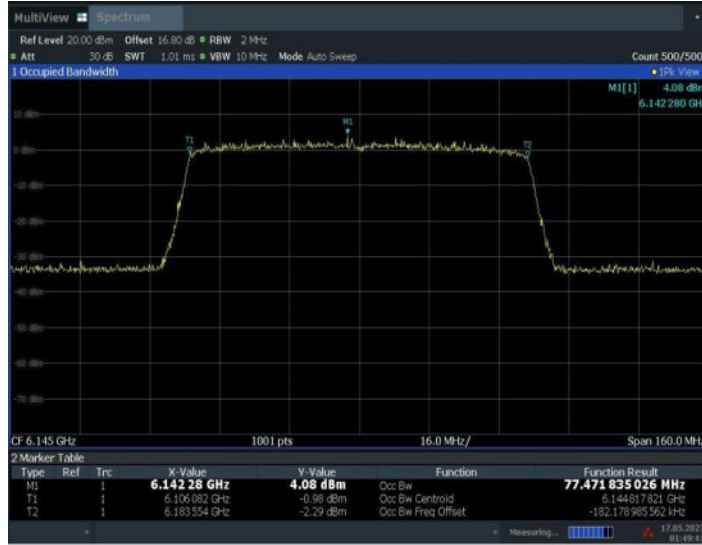 MultiView Spectrum
Ref Level 20.00 dBm Offset 16.80 dB RBW 2 MHz
Att 30 dB SWT 1.01 ms VBW 10 MHz Mode Auto Sweep Count 500/500
1 Occupied Bandwidth 1Pk View
M1[1] 4.08 dBm
6.142 280 GH
10 dBm
M1
T1
T2
0 dBm
-10 dBm
-20 dBm
-30 dBm
-40 dBm
-50 dBm
-60 dBm
-70 dBm
CF 6.145 GHz 1001 pts 16.0 MHz/ Span 160.0 MHz
2 Marker Table
Type Ref Trc X-Value Y-Value Function Function Result
M1 1 6.142 28 GHz 4.08 dBm Occ Bw 77.471 835 026 MHz
T1 1 6.106 082 GHz -0.98 dBm Occ Bw Centroid 6.144 817 821 GHz
T2 1 6.183 554 GHz -2.29 dBm Occ Bw Freq Offset -182.178 985 562 kHz
Measuring...